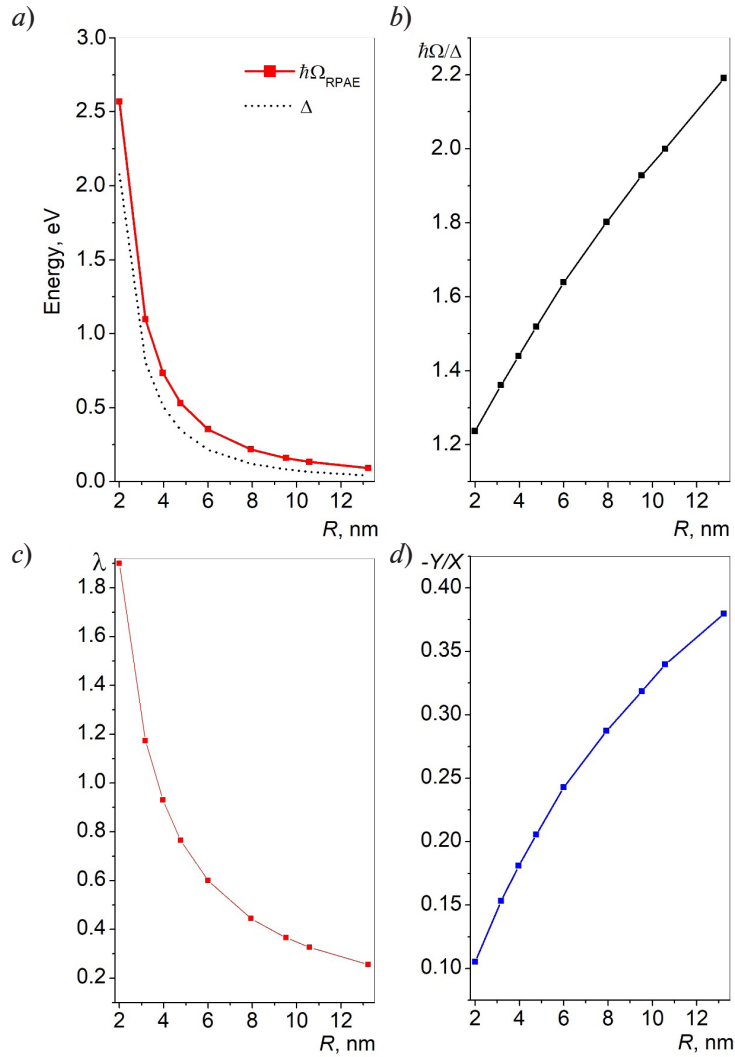 a)
3.0
2.5
2.0
1.5
1.0
0.5
0.0
Energy, eV
ℏΩRPAE
Δ
2 4 6 8 10 12
R, nm
b)
ℏΩ/Δ
2.2
2.0
1.8
1.6
1.4
1.2
2 4 6 8 10 12
R, nm
c)
λ
1.8
1.6
1.4
1.2
1.0
0.8
0.6
0.4
0.2
2 4 6 8 10 12
R, nm
d)
-Y/X
0.40
0.35
0.30
0.25
0.20
0.15
0.10
2 4 6 8 10 12
R, nm